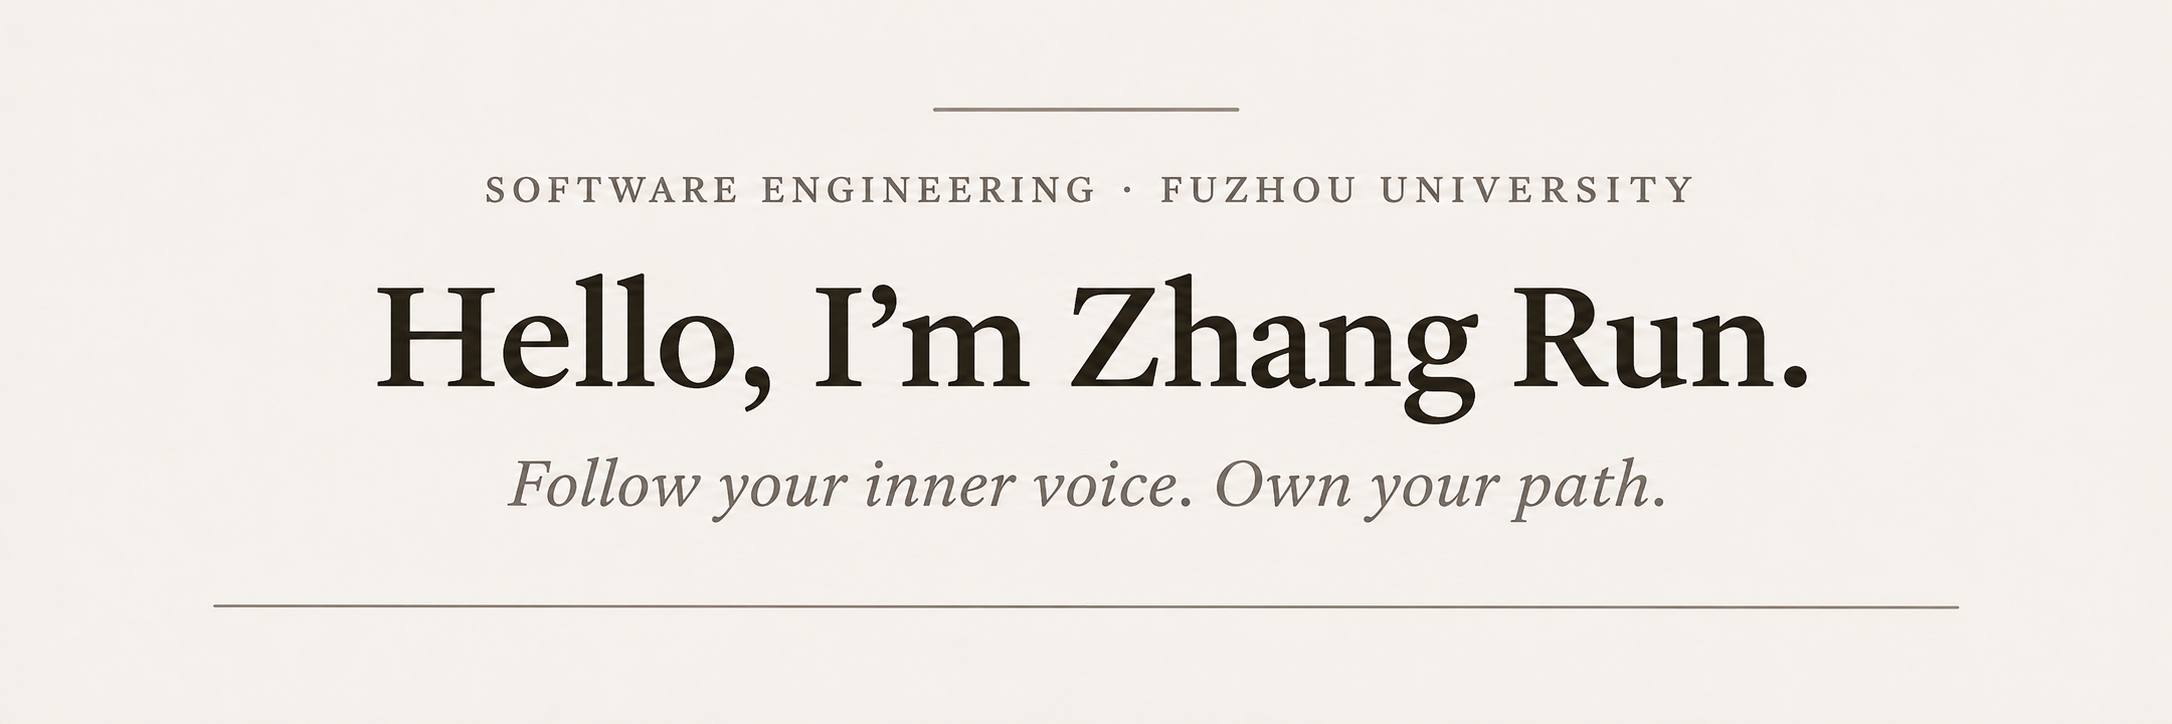 SOFTWARE ENGINEERING · FUZHOU UNIVERSITY
Hello, I’m Zhang Run.
Follow your inner voice. Own your path.